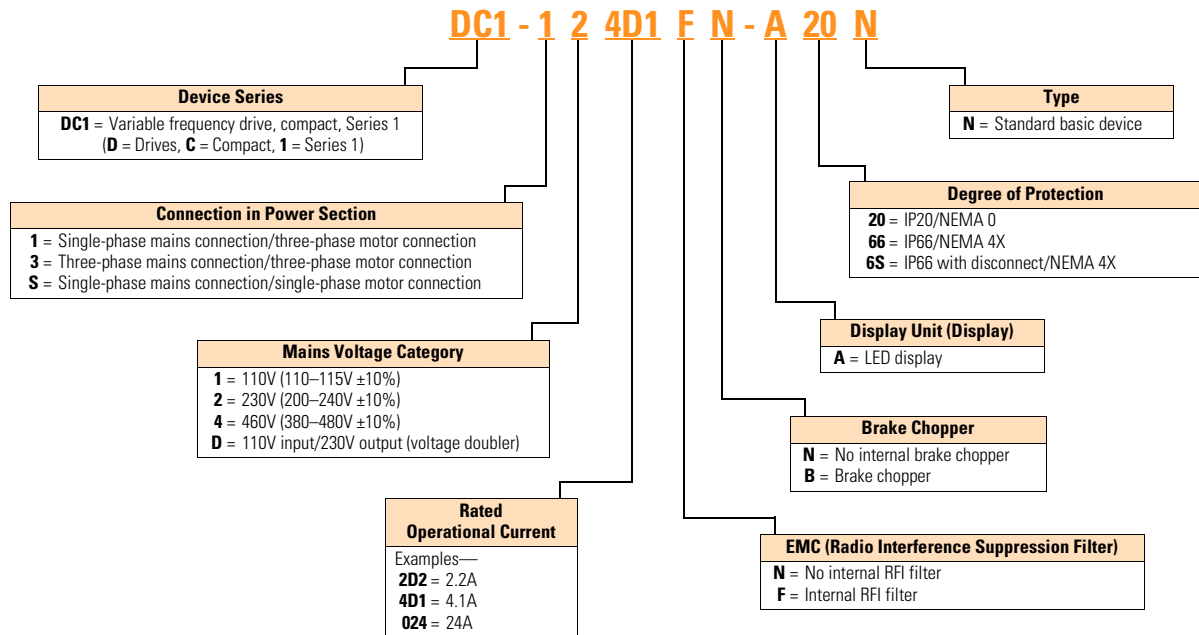 DC1 - 1 2 4D1 F N - A 20 N
Device Series
DC1 = Variable frequency drive, compact, Series 1
(D = Drives, C = Compact, 1 = Series 1)
Type
N = Standard basic device
Connection in Power Section
1 = Single-phase mains connection/three-phase motor connection
3 = Three-phase mains connection/three-phase motor connection
S = Single-phase mains connection/single-phase motor connection
Degree of Protection
20 = IP20/NEMA 0
66 = IP66/NEMA 4X
6S = IP66 with disconnect/NEMA 4X
Mains Voltage Category
1 = 110V (110–115V ±10%)
2 = 230V (200–240V ±10%)
4 = 460V (380–480V ±10%)
D = 110V input/230V output (voltage doubler)
Display Unit (Display)
A = LED display
Brake Chopper
N = No internal brake chopper
B = Brake chopper
Rated
Operational Current
Examples—
2D2 = 2.2A
4D1 = 4.1A
024 = 24A
EMC (Radio Interference Suppression Filter)
N = No internal RFI filter
F = Internal RFI filter